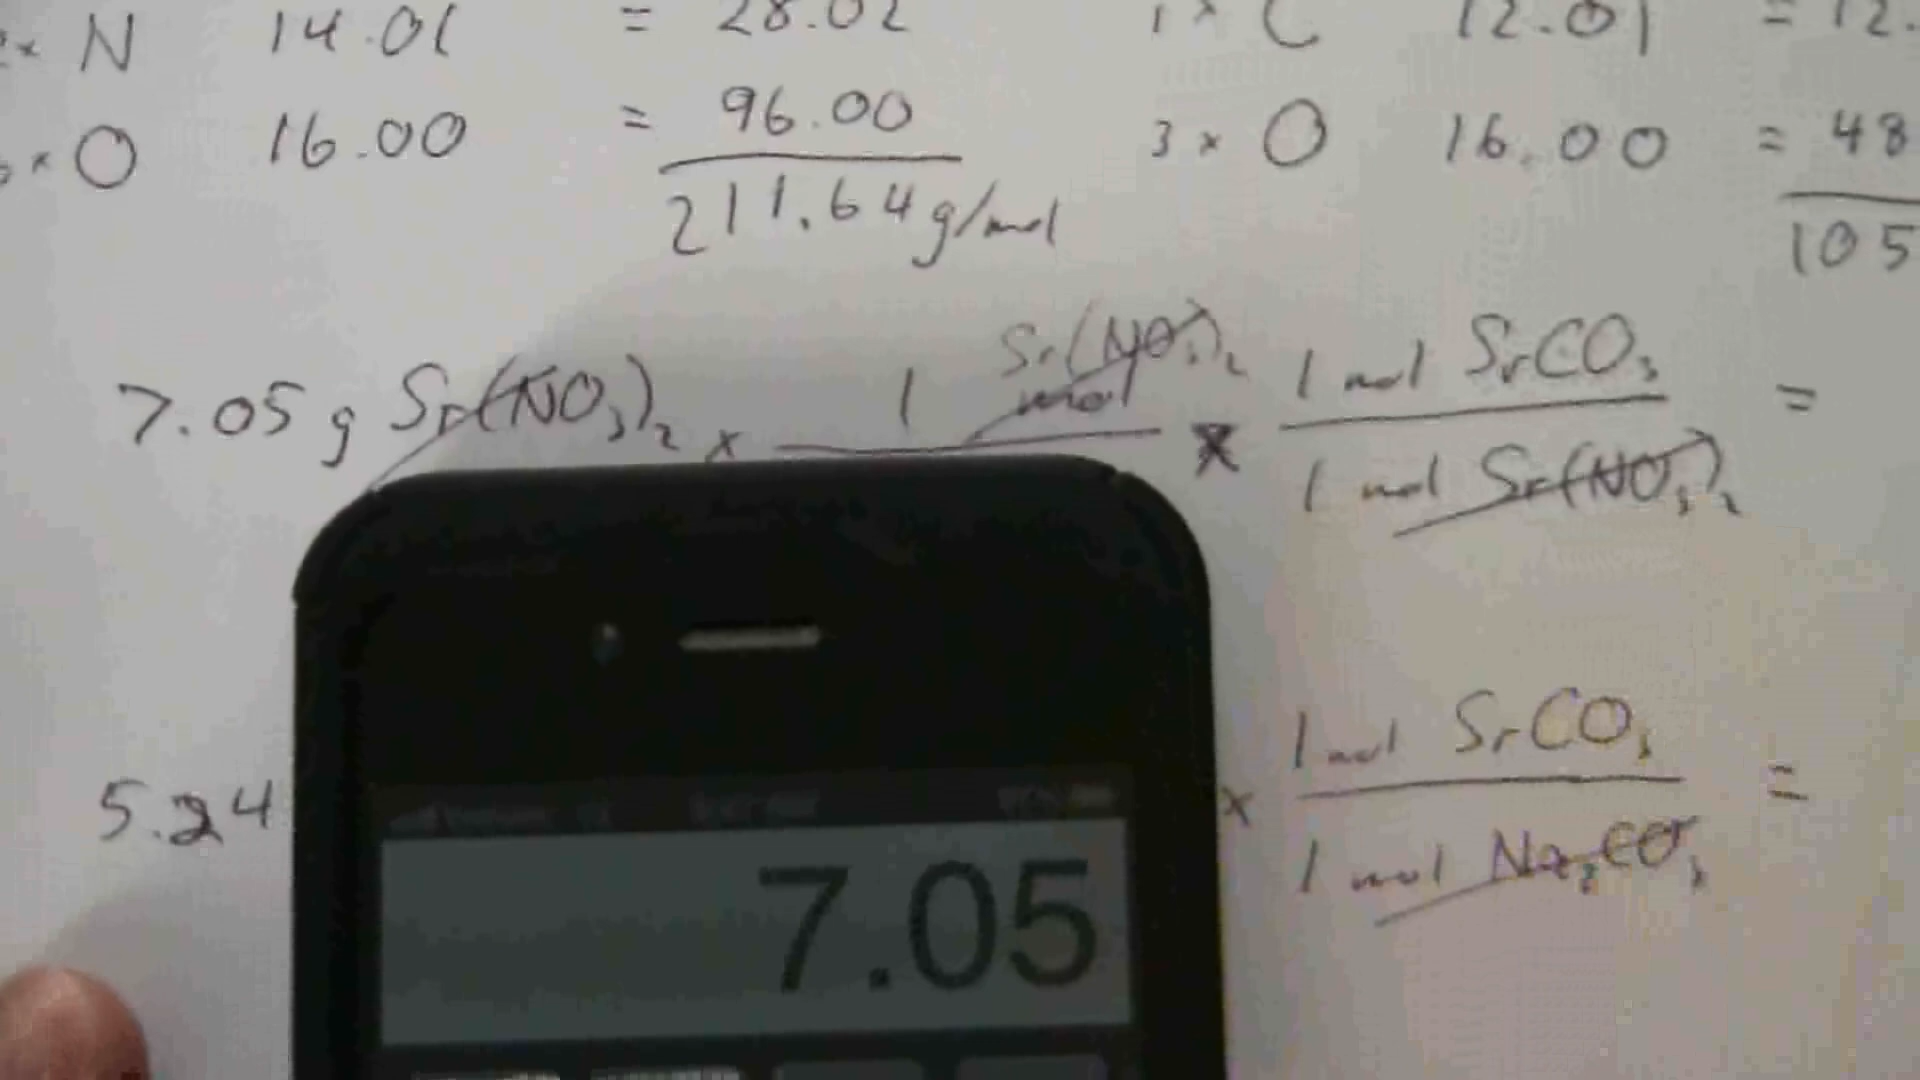 × N 14.01 = 28.02
× O 16.00 = 96.00
211.64 g/mol
1 × C 12.01 = 12.
3 × O 16.00 = 48
105
7.05 g Sr(NO₃)₂ × 1 mol Sr(NO₃)₂ × 1 mol SrCO₃ =
1 mol Sr(NO₃)₂
5.24 × 1 mol SrCO₃ =
1 mol Na₂CO₃
7.05